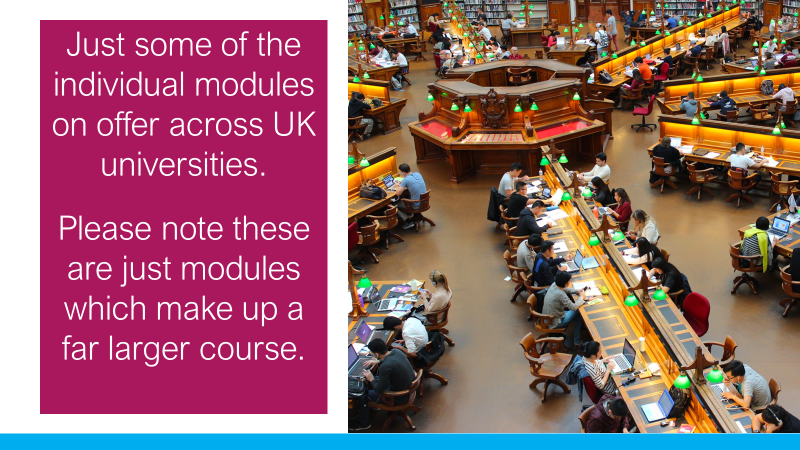 Just some of the
individual modules
on offer across UK
universities.
Please note these
are just modules
which make up a
far larger course.